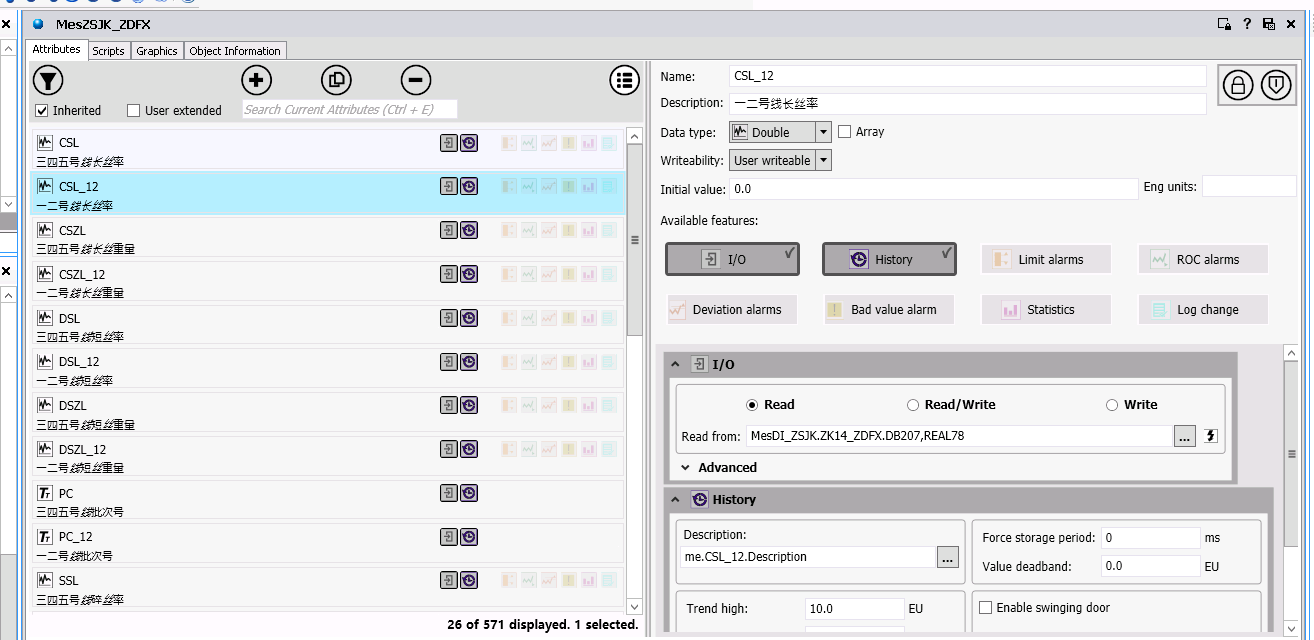 MesZSJK_ZDFX
?
Attributes
Scripts
Graphics
Object Information
Inherited
User extended
Search Current Attributes (Ctrl + E)
CSL
三四五号线长丝率
CSL_12
一二号线长丝率
CSZL
三四五号线长丝重量
CSZL_12
一二号线长丝重量
DSL
三四五号线短丝率
DSL_12
一二号线短丝率
DSZL
三四五号线短丝重量
DSZL_12
一二号线短丝重量
PC
三四五号线批次号
PC_12
一二号线批次号
SSL
三四五号线碎丝率
26 of 571 displayed. 1 selected.
Name: CSL_12
Description: 一二号线长丝率
Data type: Double Array
Writeability: User writeable
Initial value: 0.0 Eng units:
Available features:
I/O History Limit alarms ROC alarms
Deviation alarms Bad value alarm Statistics Log change
I/O
Read Read/Write Write
Read from: MesDI_ZSJK.ZK14_ZDFX.DB207,REAL78 ...
Advanced
History
Description:
me.CSL_12.Description ...
Force storage period: 0 ms
Value deadband: 0.0 EU
Trend high: 10.0 EU
Enable swinging door